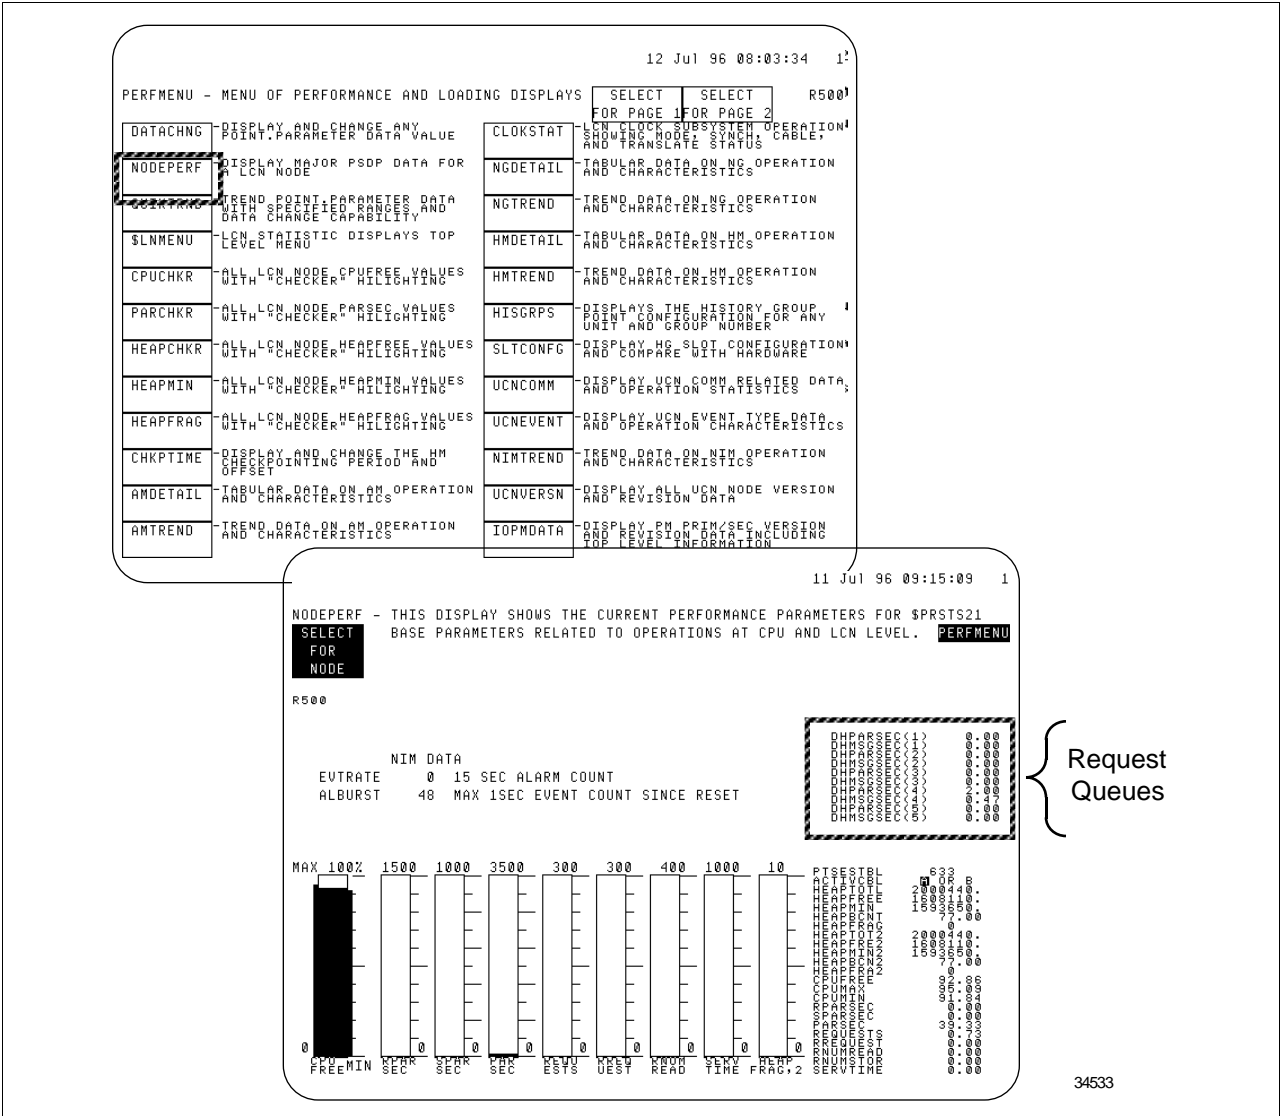 12 Jul 96 08:03:34 1
PERFMENU - MENU OF PERFORMANCE AND LOADING DISPLAYS
SELECT
FOR PAGE 1
SELECT
FOR PAGE 2
R500
DATACHNG
-DISPLAY AND CHANGE ANY
POINT.PARAMETER DATA VALUE
NODEPERF
-DISPLAY MAJOR PSDP DATA FOR
A LCN NODE
-TREND POINT.PARAMETER DATA
WITH SPECIFIED RANGES AND
DATA CHANGE CAPABILITY
$LNMENU
-LCN STATISTIC DISPLAYS TOP
LEVEL MENU
CPUCHKR
-ALL LCN NODE CPUFREE VALUES
WITH "CHECKER" HILIGHTING
PARCHKR
-ALL LCN NODE PARSEC VALUES
WITH "CHECKER" HILIGHTING
HEAPCHKR
-ALL LCN NODE HEAPFREE VALUES
WITH "CHECKER" HILIGHTING
HEAPMIN
-ALL LCN NODE HEAPMIN VALUES
WITH "CHECKER" HILIGHTING
HEAPFRAG
-ALL LCN NODE HEAPFRAG VALUES
WITH "CHECKER" HILIGHTING
CHKPTIME
-DISPLAY AND CHANGE THE HM
CHECKPOINTING PERIOD AND
OFFSET
AMDETAIL
-TABULAR DATA ON AM OPERATION
AND CHARACTERISTICS
AMTREND
-TREND DATA ON AM OPERATION
AND CHARACTERISTICS
CLOKSTAT
-LCN CLOCK SUBSYSTEM OPERATION
SHOWING MODE, SYNCH, CABLE,
AND TRANSLATE STATUS
NGDETAIL
-TABULAR DATA ON NG OPERATION
AND CHARACTERISTICS
NGTREND
-TREND DATA ON NG OPERATION
AND CHARACTERISTICS
HMDETAIL
-TABULAR DATA ON HM OPERATION
AND CHARACTERISTICS
HMTREND
-TREND DATA ON HM OPERATION
AND CHARACTERISTICS
HISGRPS
-DISPLAYS THE HISTORY GROUP
POINT CONFIGURATION FOR ANY
UNIT AND GROUP NUMBER
SLTCONFG
-DISPLAY HG SLOT CONFIGURATION
AND COMPARE WITH HARDWARE
UCNCOMM
-DISPLAY UCN COMM RELATED DATA
AND OPERATION STATISTICS
UCNEVENT
-DISPLAY UCN EVENT TYPE DATA
AND OPERATION CHARACTERISTICS
NIMTREND
-TREND DATA ON NIM OPERATION
AND CHARACTERISTICS
UCNVERSN
-DISPLAY ALL UCN NODE VERSION
AND REVISION DATA
IOPMDATA
-DISPLAY PM PRIM/SEC VERSION
AND REVISION DATA INCLUDING
IOP LEVEL INFORMATION
11 Jul 96 09:15:09 1
NODEPERF - THIS DISPLAY SHOWS THE CURRENT PERFORMANCE PARAMETERS FOR $PRSTS21
SELECT
FOR
NODE
BASE PARAMETERS RELATED TO OPERATIONS AT CPU AND LCN LEVEL.
PERFMENU
R500
NIM DATA
EVTRATE 0 15 SEC ALARM COUNT
ALBURST 48 MAX 1SEC EVENT COUNT SINCE RESET
DHPARSEC(1) 0.00
DHMSGSEC(1) 0.00
DHPARSEC(2) 0.00
DHMSGSEC(2) 0.00
DHPARSEC(3) 0.00
DHMSGSEC(3) 0.00
DHPARSEC(4) 2.00
DHMSGSEC(4) 0.47
DHPARSEC(5) 0.00
DHMSGSEC(5) 0.00
Request
Queues
MAX 100% 1500 1000 3500 300 300 400 1000 10
0 0 0 0 0 0 0 0 0
CPU
FREE MIN
RPAR
SEC
SPAR
SEC
PAR
SEC
REQU
ESTS
RREQ
UEST
RNUM
READ
SERV
TIME
HEAP
FRAG,2
PTSESTBL 633
ACTIVCBL A OR B
HEAPTOTL 2000440.
HEAPFREE 1608110.
HEAPMIN 1593650.
HEAPBCNT 77.00
HEAPFRAG 0
HEAPTOT2 2000440.
HEAPFRE2 1608110.
HEAPMIN2 1593650.
HEAPBCN2 77.00
HEAPFRA2 0
CPUFREE 92.86
CPUMAX 95.09
CPUMIN 91.84
RPARSEC 0.00
SPARSEC 0.00
PARSEC 39.33
REQUESTS 0.73
RREQUEST 0.00
RNUMREAD 0.00
RNUMSTOR 0.00
SERVTIME 0.00
34533